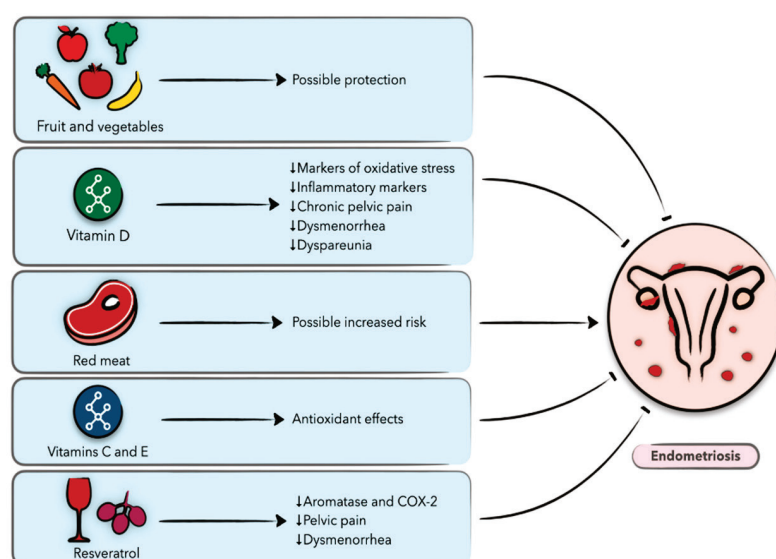 Fruit and vegetables
Possible protection
Vitamin D
↓Markers of oxidative stress
↓Inflammatory markers
↓Chronic pelvic pain
↓Dysmenorrhea
↓Dyspareunia
Red meat
Possible increased risk
Vitamins C and E
Antioxidant effects
Resveratrol
↓Aromatase and COX-2
↓Pelvic pain
↓Dysmenorrhea
Endometriosis